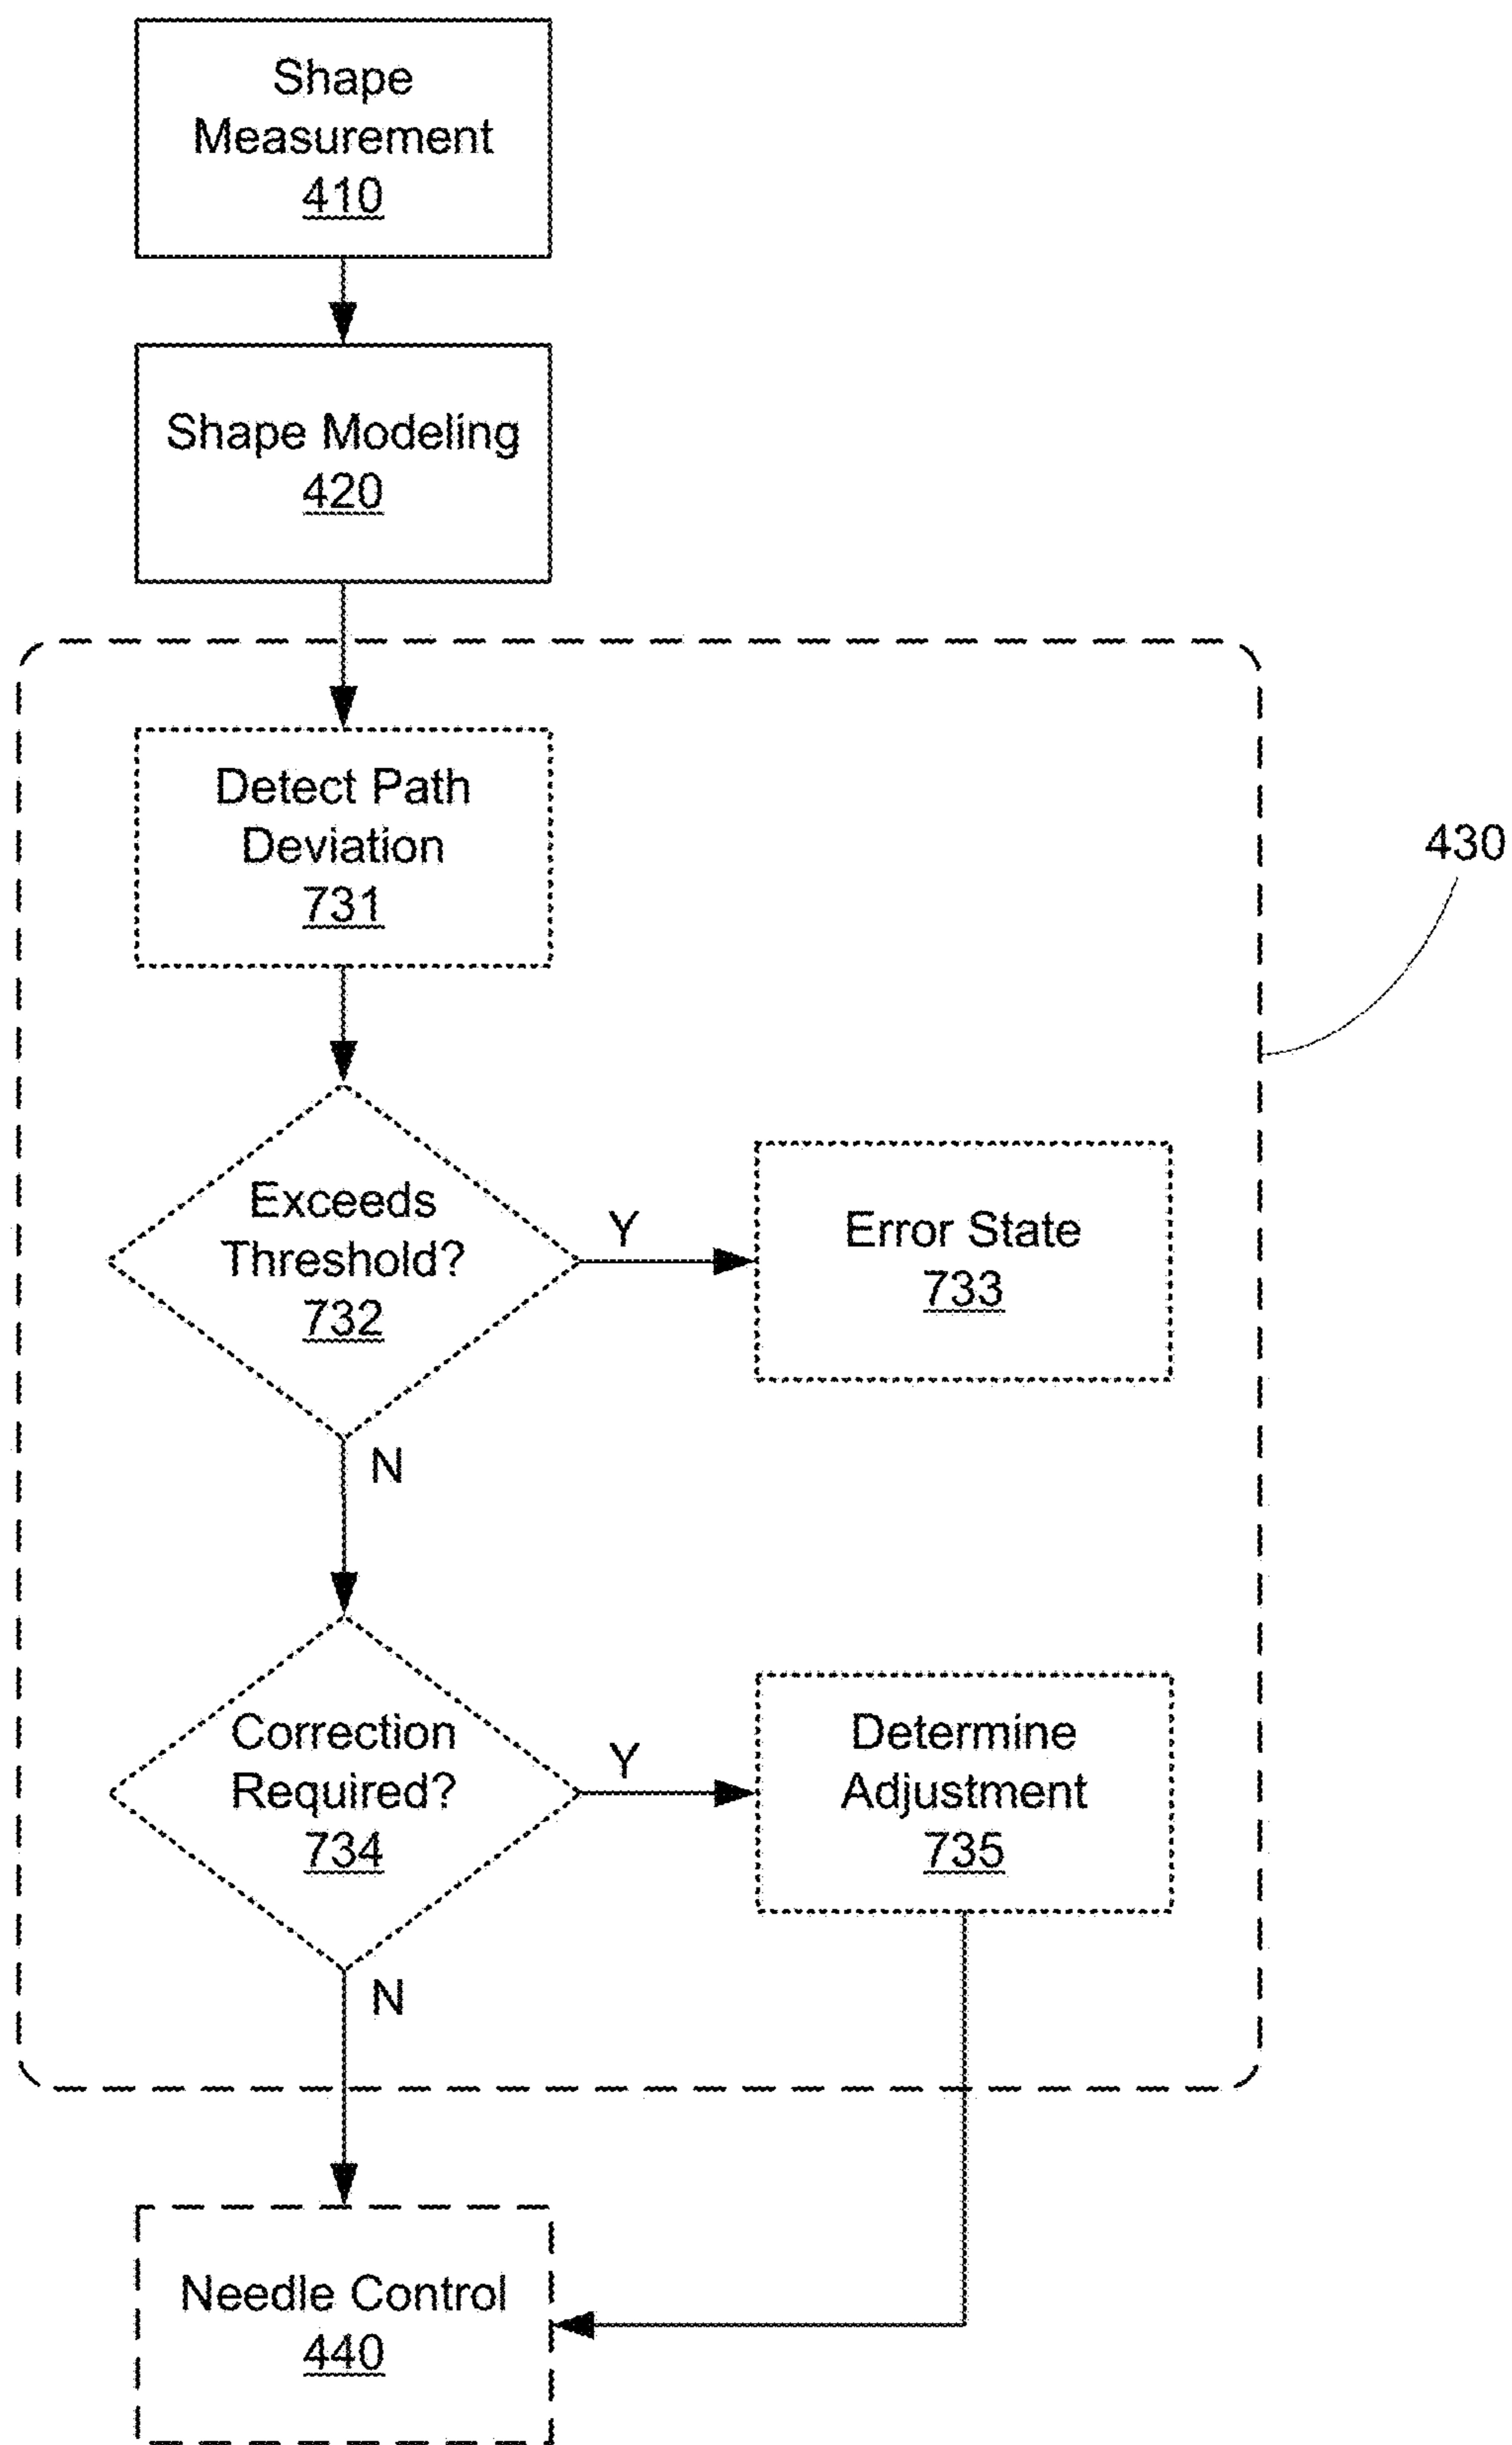 Shape
Measurement
410
Shape Modeling
420
Detect Path
Deviation
731
430
Exceeds
Threshold?
732
Y
Error State
733
N
Correction
Required?
734
Y
Determine
Adjustment
735
N
Needle Control
440